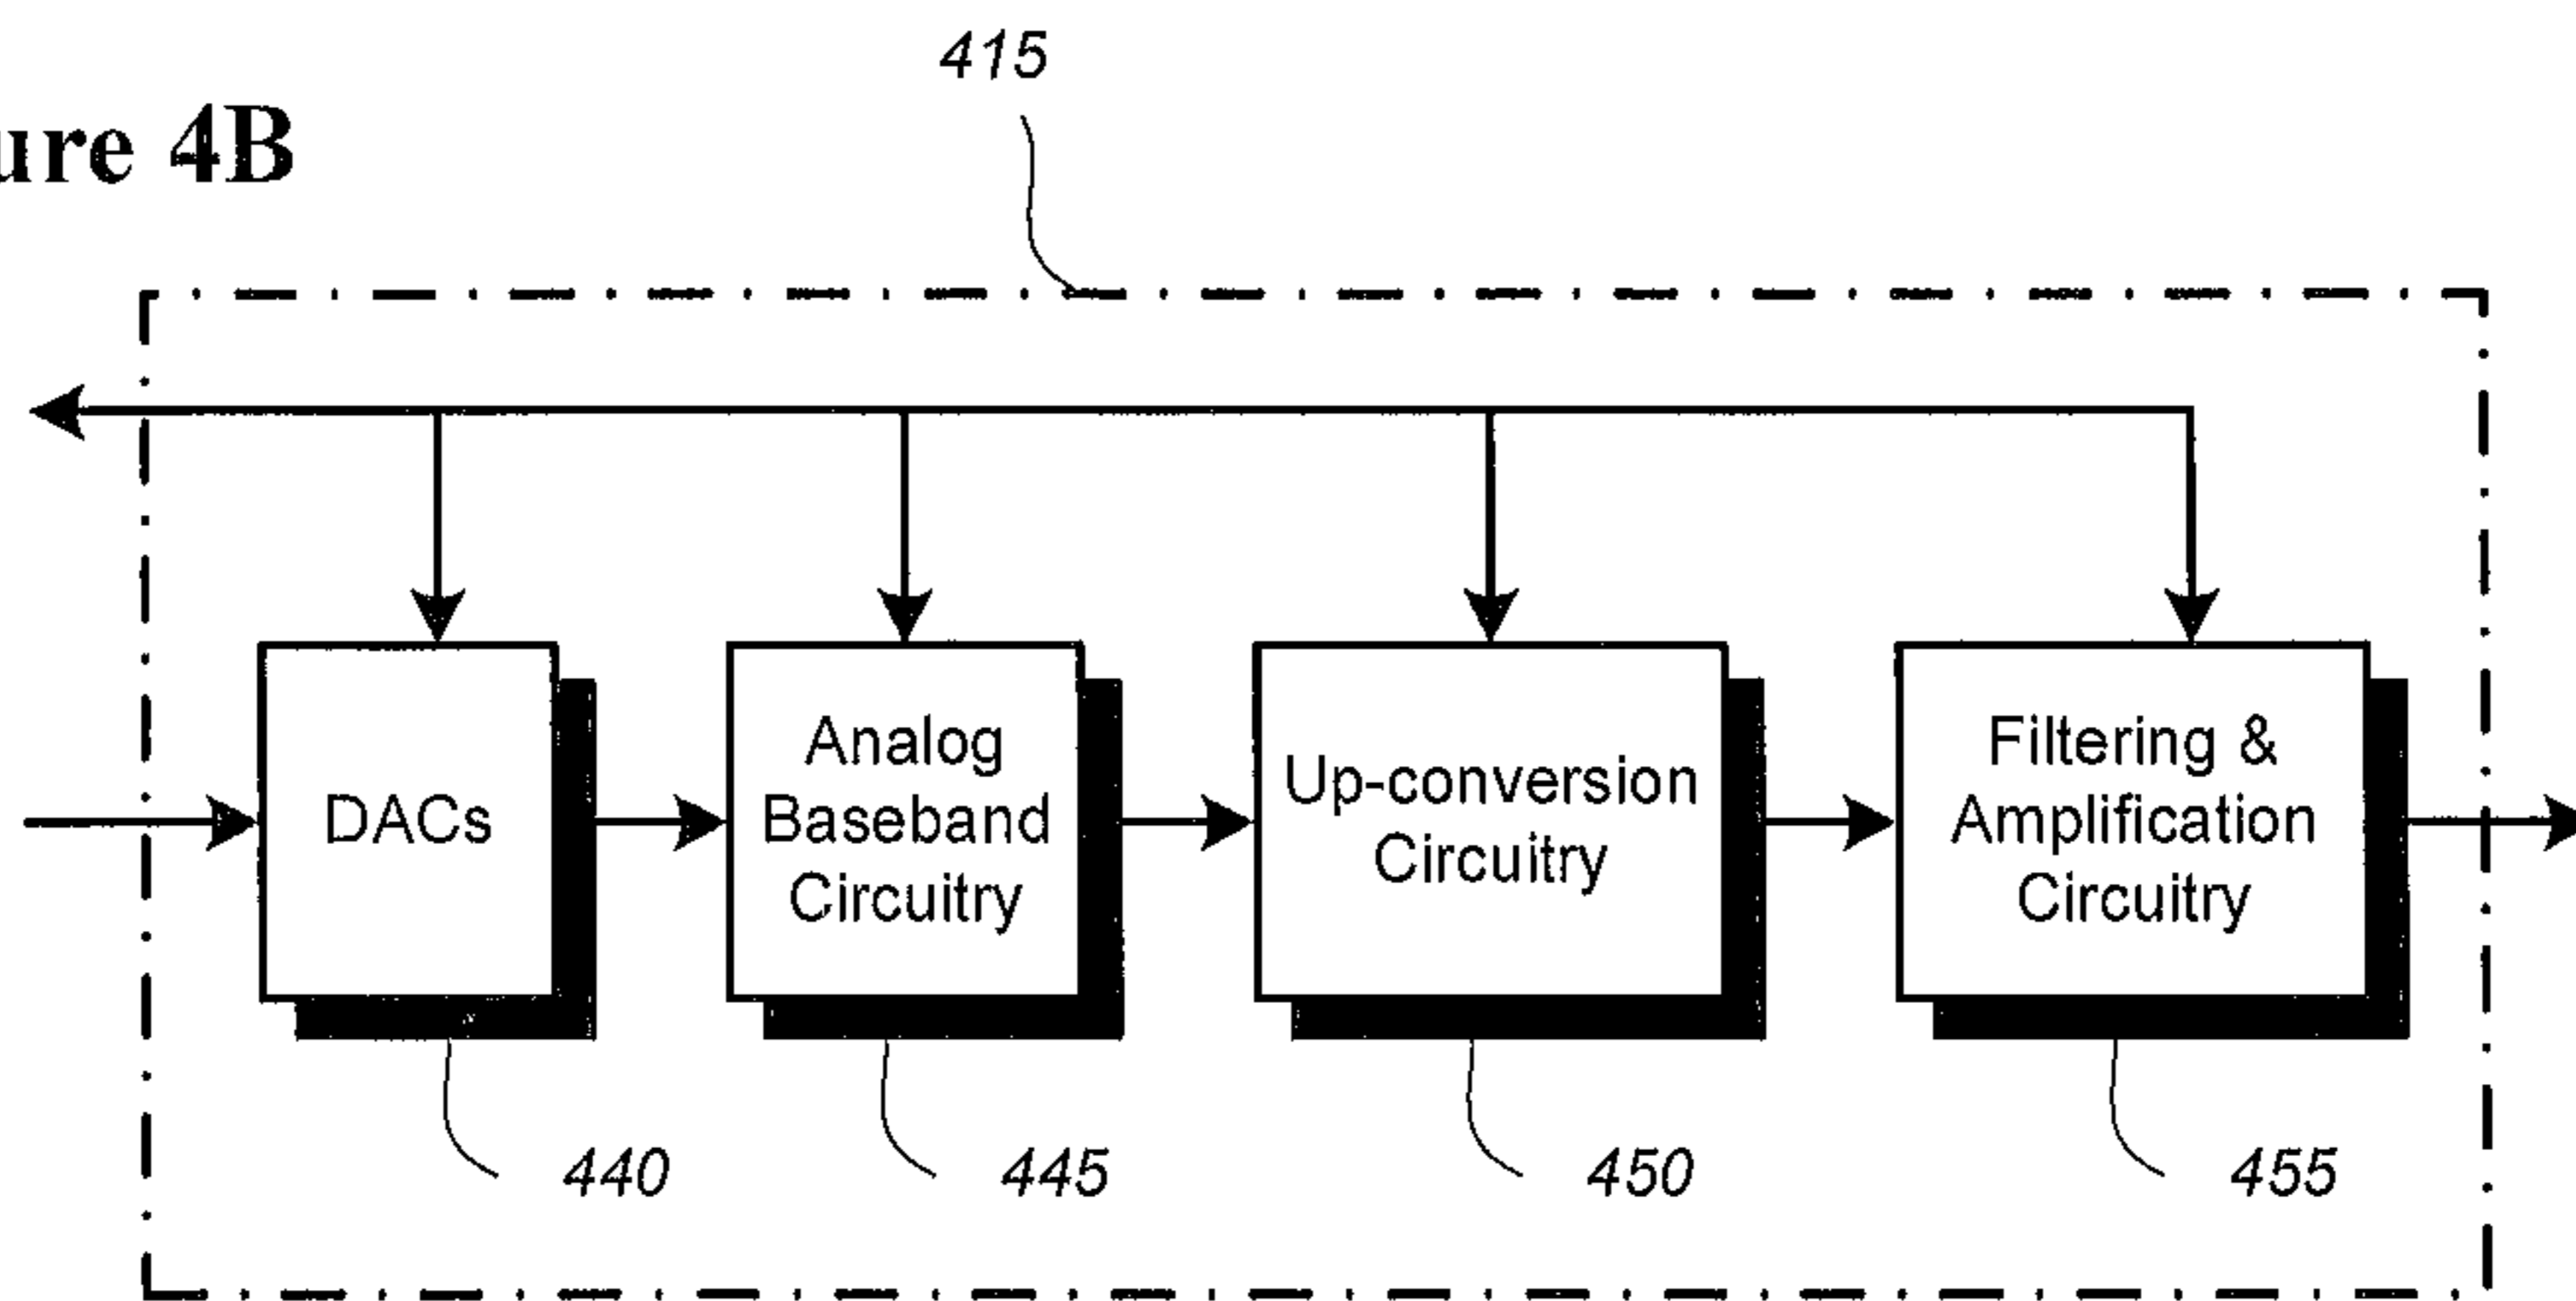 415
ure 4B
DACs
Analog
Baseband
Circuitry
Up-conversion
Circuitry
Filtering &
Amplification
Circuitry
440
445
450
455